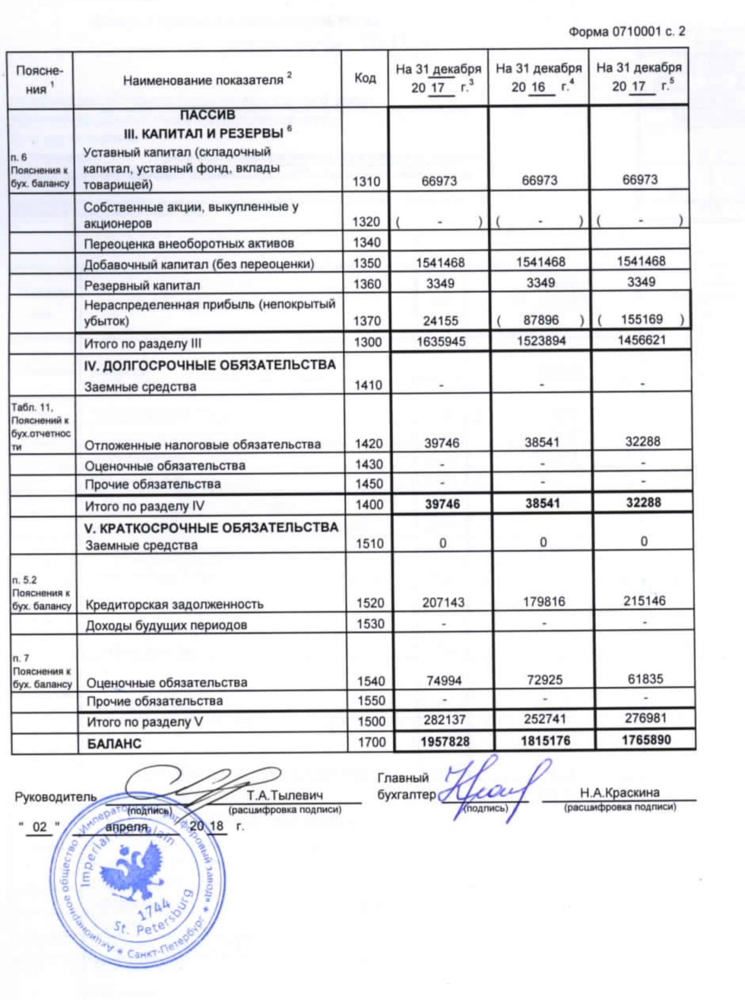 Форма 0710001 с. 2
Поясне-
ния 1
Наименование показателя 2
Код
На 31 декабря
20 17 г.3
На 31 декабря
20 16 г.4
На 31 декабря
20 17 г.5
ПАССИВ
III. КАПИТАЛ И РЕЗЕРВЫ 6
п. 6
Пояснения к
бух. балансу
Уставный капитал (складочный
капитал, уставный фонд, вклады
товарищей) 1310 66973 66973 66973
Собственные акции, выкупленные у
акционеров 1320 ( - ) ( - ) ( - )
Переоценка внеоборотных активов 1340
Добавочный капитал (без переоценки) 1350 1541468 1541468 1541468
Резервный капитал 1360 3349 3349 3349
Нераспределенная прибыль (непокрытый
убыток) 1370 24155 ( 87896 ) ( 155169 )
Итого по разделу III 1300 1635945 1523894 1456621
IV. ДОЛГОСРОЧНЫЕ ОБЯЗАТЕЛЬСТВА
Заемные средства 1410 - - -
Табл. 11,
Пояснений к
бух.отчетнос
ти
Отложенные налоговые обязательства 1420 39746 38541 32288
Оценочные обязательства 1430 - - -
Прочие обязательства 1450 - - -
Итого по разделу IV 1400 39746 38541 32288
V. КРАТКОСРОЧНЫЕ ОБЯЗАТЕЛЬСТВА
Заемные средства 1510 0 0 0
п. 5.2
Пояснения к
бух. балансу
Кредиторская задолженность 1520 207143 179816 215146
Доходы будущих периодов 1530 - - -
п. 7
Пояснения к
бух. балансу
Оценочные обязательства 1540 74994 72925 61835
Прочие обязательства 1550 - - -
Итого по разделу V 1500 282137 252741 276981
БАЛАНС 1700 1957828 1815176 1765890
Руководитель
Т.А.Тылевич
(подпись)
(расшифровка подписи)
Главный
бухгалтер
Н.А.Краскина
(подпись)
(расшифровка подписи)
" 02 " апреля 20 18 г.
Акционерное общество «Императорский фарфоровый завод» * Санкт-Петербург *
Imperial Porcelain
1744
St. Petersburg